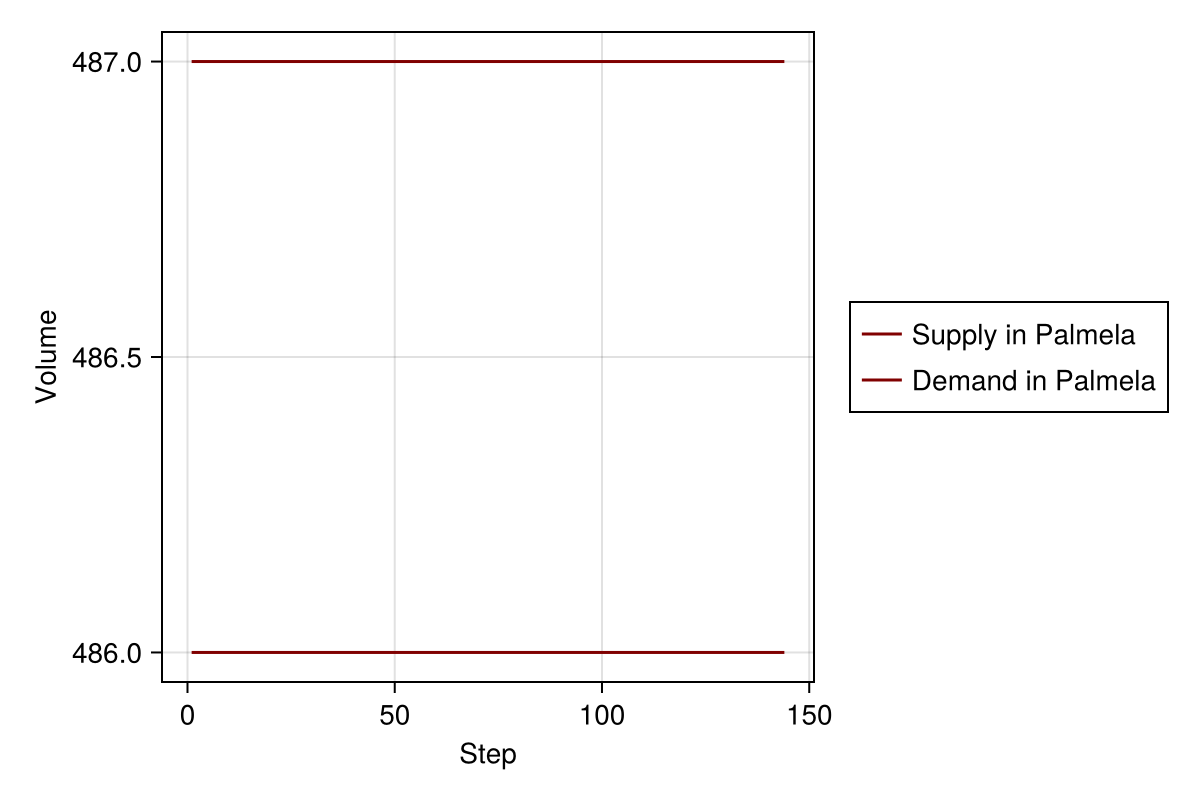 487.0
486.5
486.0
Volume
0 50 100 150
Step
Supply in Palmela
Demand in Palmela